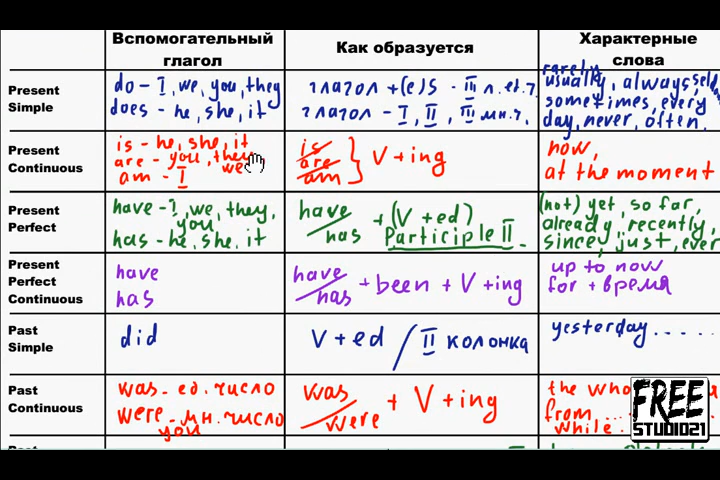 Вспомогательный глагол
Как образуется
Характерные слова
Present Simple
do – I, we, you, they
does – he, she, it
глагол + (e)s - III л. ед. ч.
глагол – I, II, III мн. ч.
rarely
usually, always,
sometimes, every
day, never, often.
Present Continuous
is – he, she, it
are – you, they
we
am – I
is
are
am
} V + ing
now,
at the moment
Present Perfect
have – I, we, they,
you
has – he, she, it
have / has + (V + ed)
Participle II
(not) yet, so far,
already, recently,
since, just, ever
Present Perfect Continuous
have
has
have / has + been + V + ing
up to now
for + время
Past Simple
did
V + ed / II колонка
yesterday.....
Past Continuous
was – ед. число
were – мн. число
you
was / were + V + ing
the
from...
while..
FREE
STUDIO21